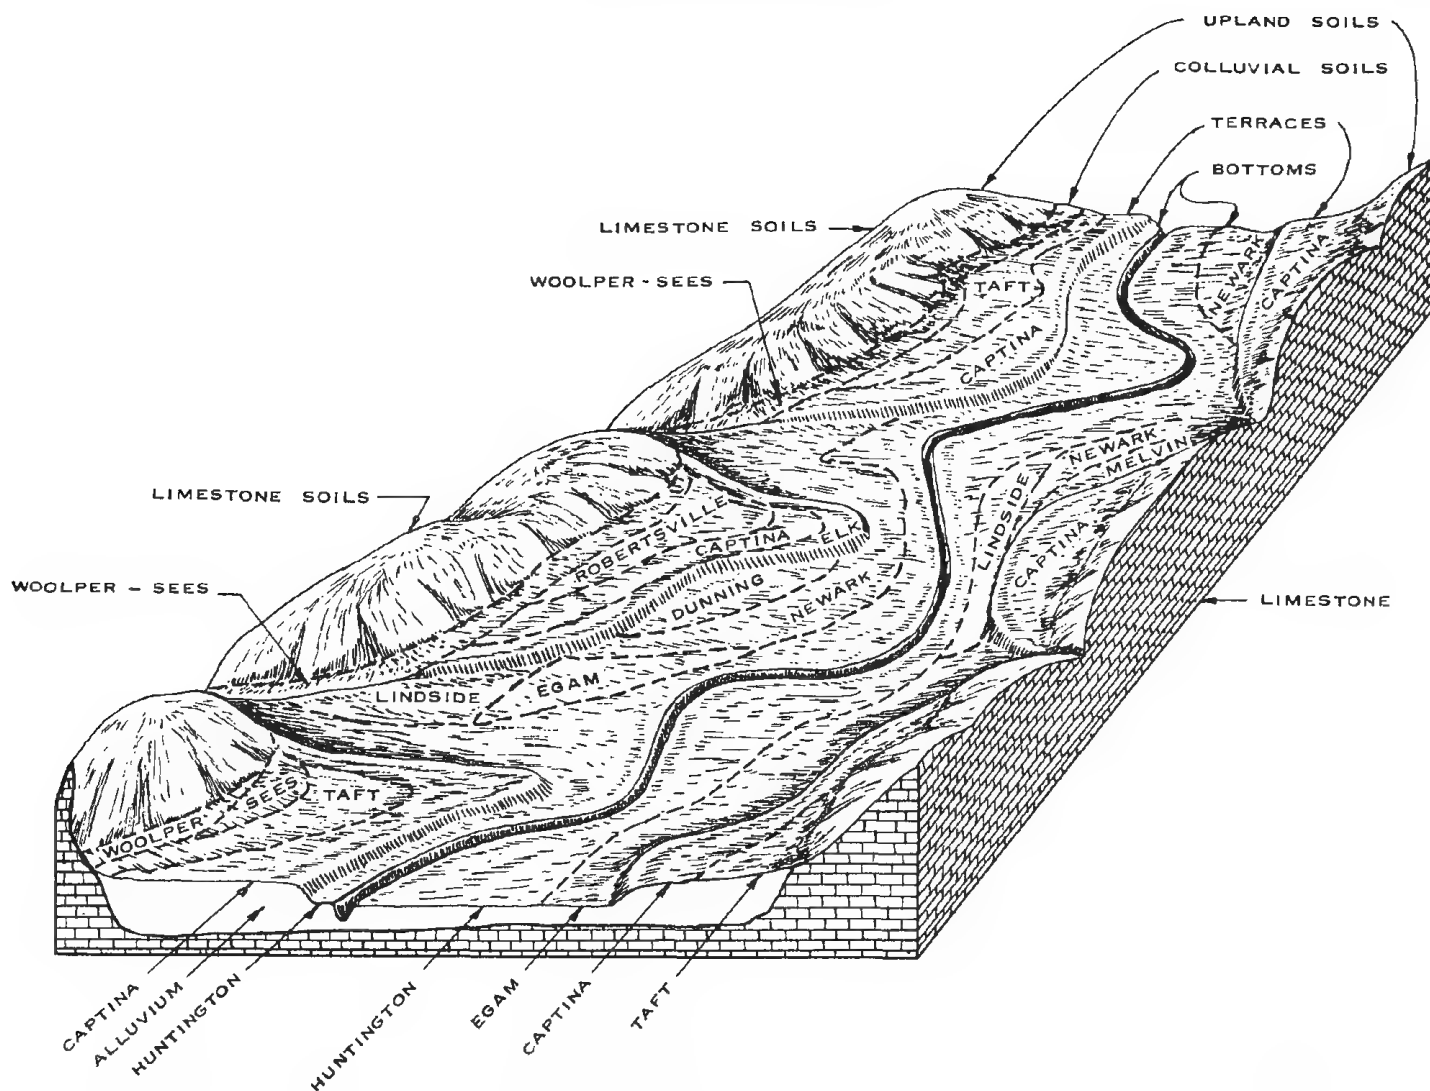 UPLAND SOILS
COLLUVIAL SOILS
TERRACES
BOTTOMS
LIMESTONE SOILS
WOOLPER - SEES
TAFT
NEWARK
CAPTINA
CAPTINA
NEWARK
MELVIN
LINDSIDE
CAPTINA
LIMESTONE SOILS
ROBERTSVILLE
CAPTINA
ELK
DUNNING
NEWARK
WOOLPER - SEES
LIMESTONE
EGAM
LINDSIDE
WOOLPER - SEES
TAFT
CAPTINA
ALLUVIUM
HUNTINGTON
HUNTINGTON
EGAM
CAPTINA
TAFT